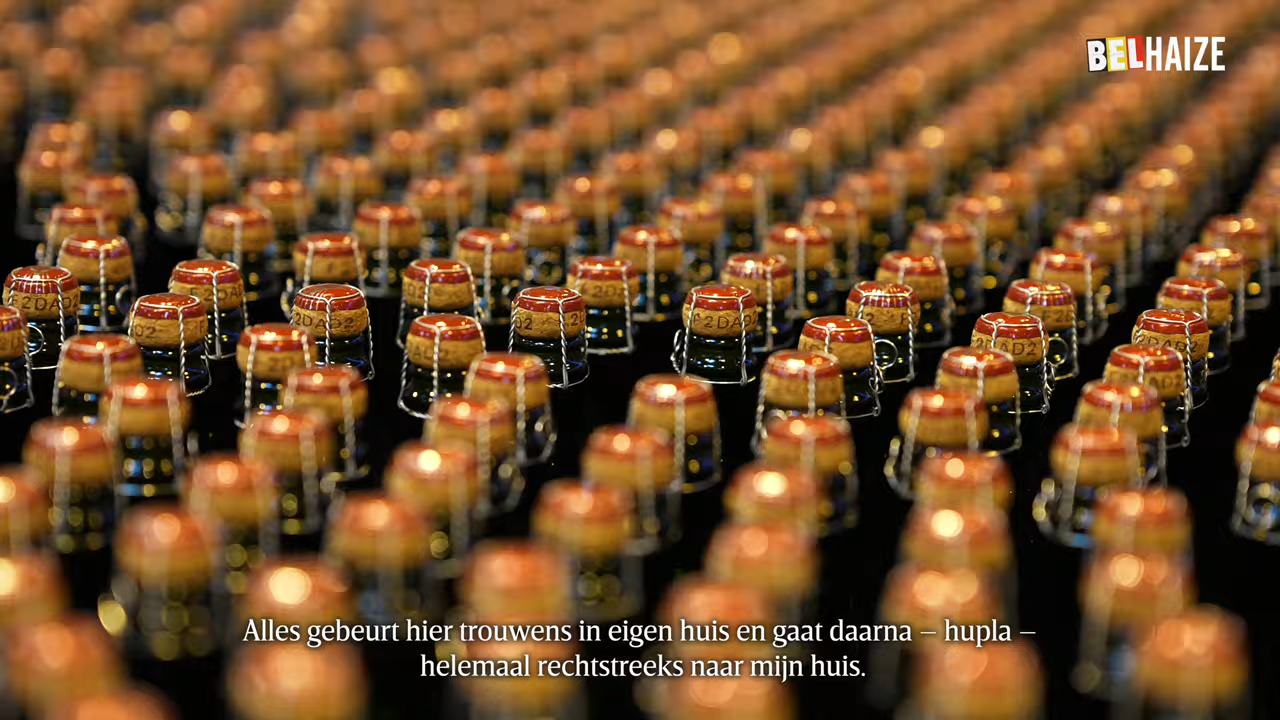 BELHAIZE
Alles gebeurt hier trouwens in eigen huis en gaat daarna – hupla –
helemaal rechtstreeks naar mijn huis.